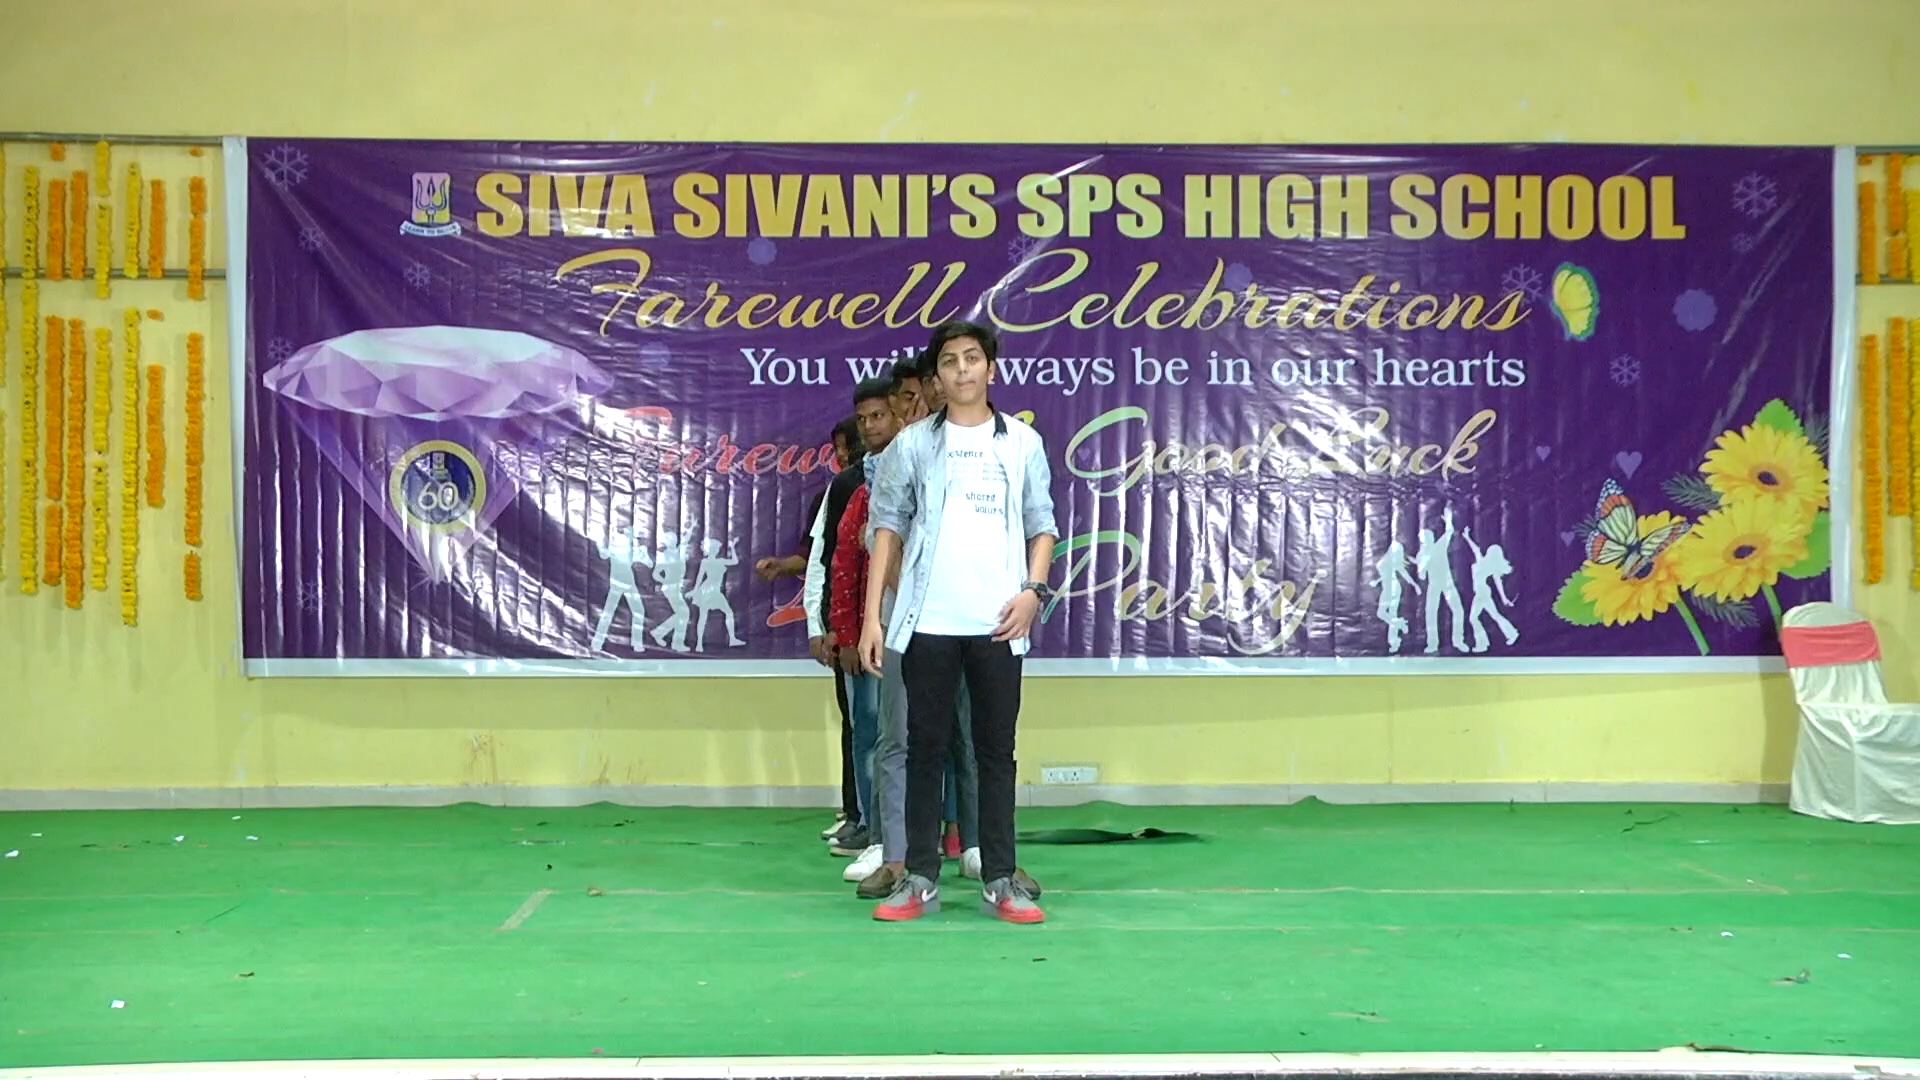 SIVA SIVANI'S SPS HIGH SCHOOL
Farewell Celebrations
You will always be in our hearts
Good Luck
Party
60
shared
values